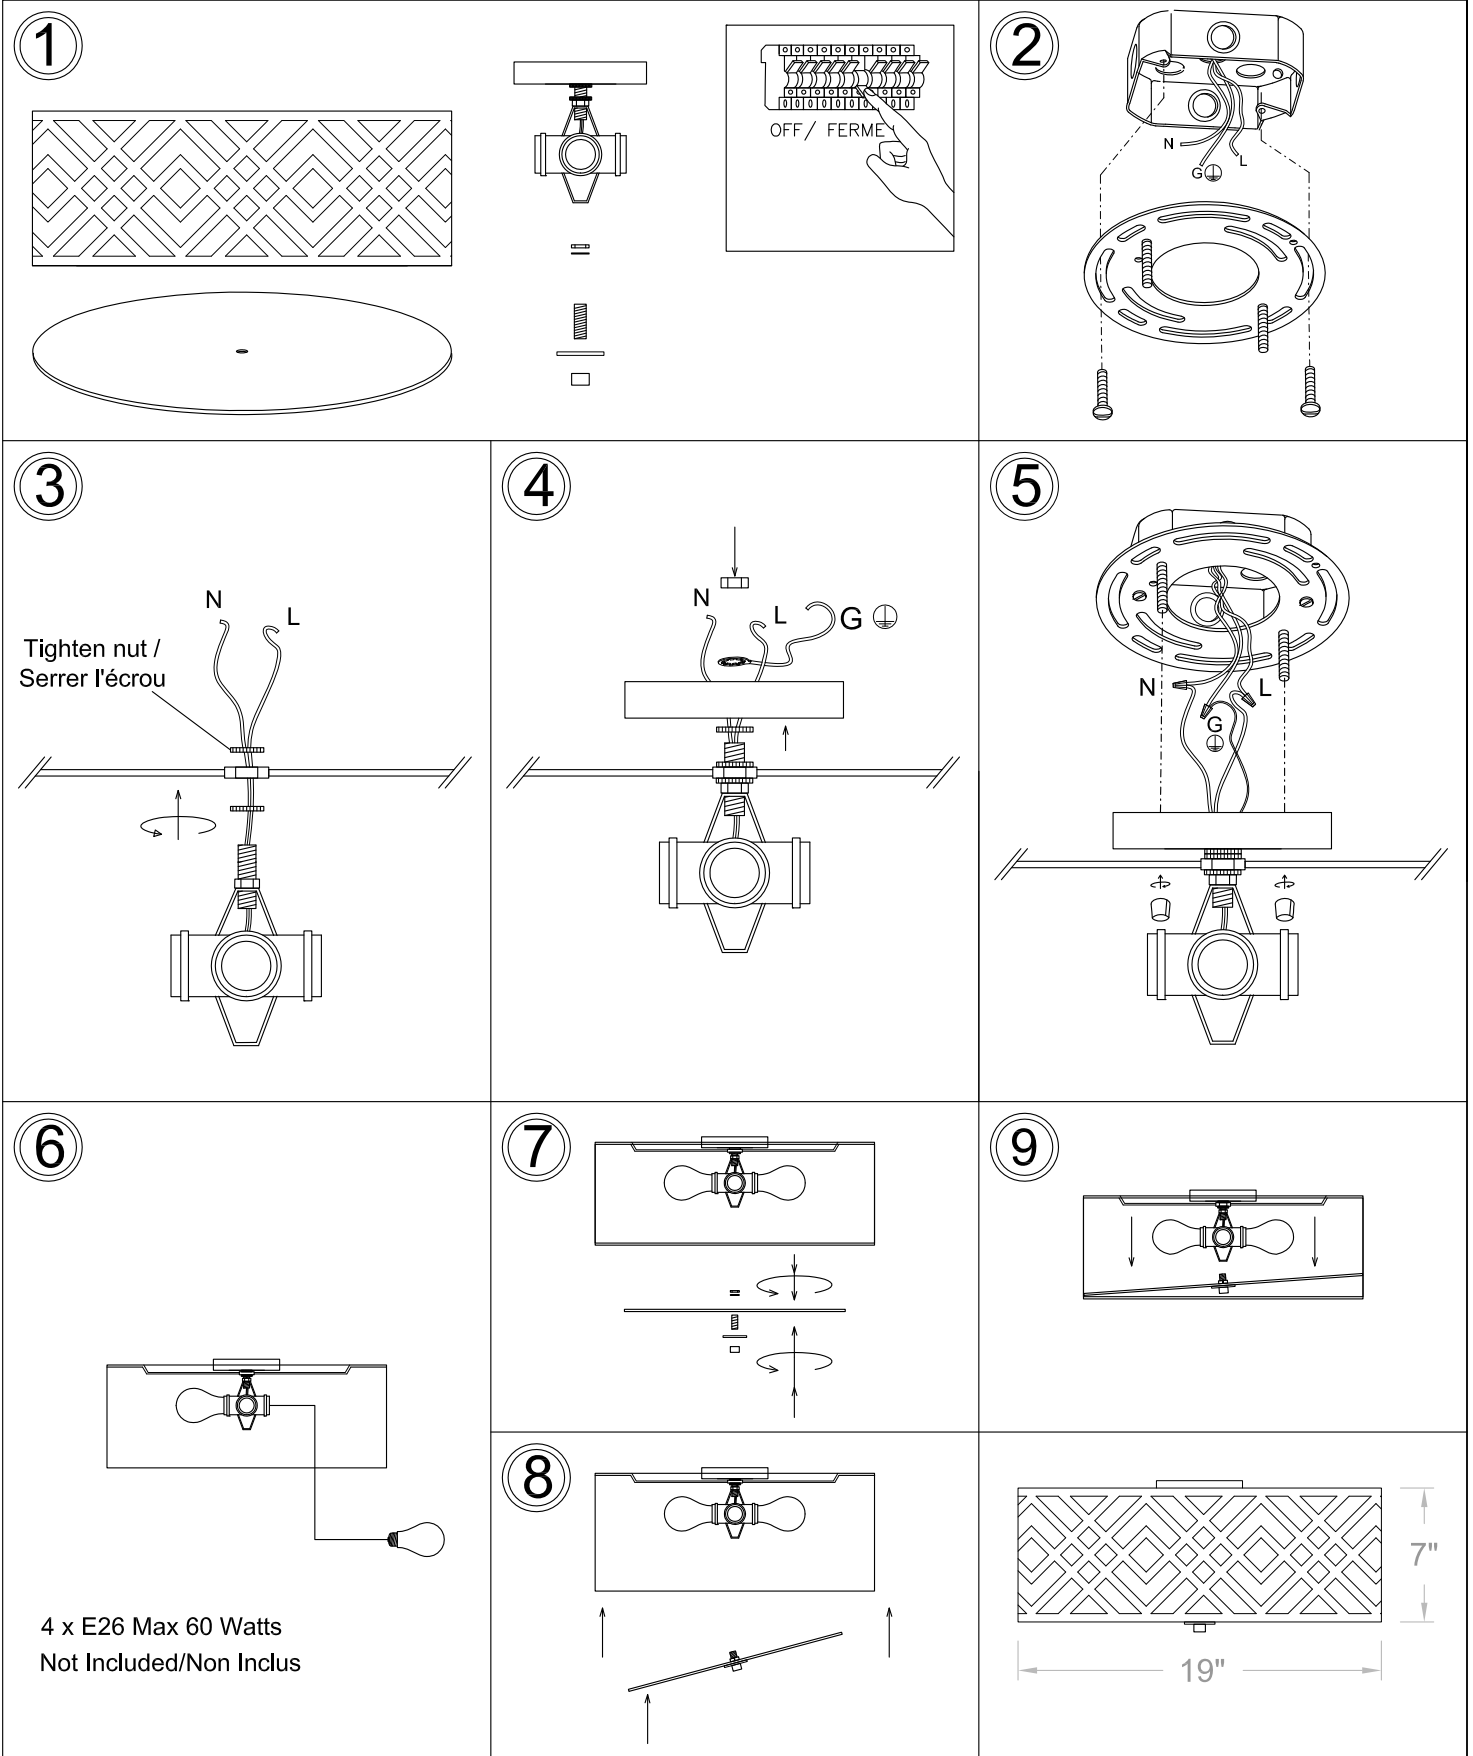 1
OFF/ FERME
2
N
G
L
3
N
L
Tighten nut /
Serrer l'écrou
4
N
L
G
5
N
L
G
6
4 x E26 Max 60 Watts
Not Included/Non Inclus
7
9
8
7"
19"